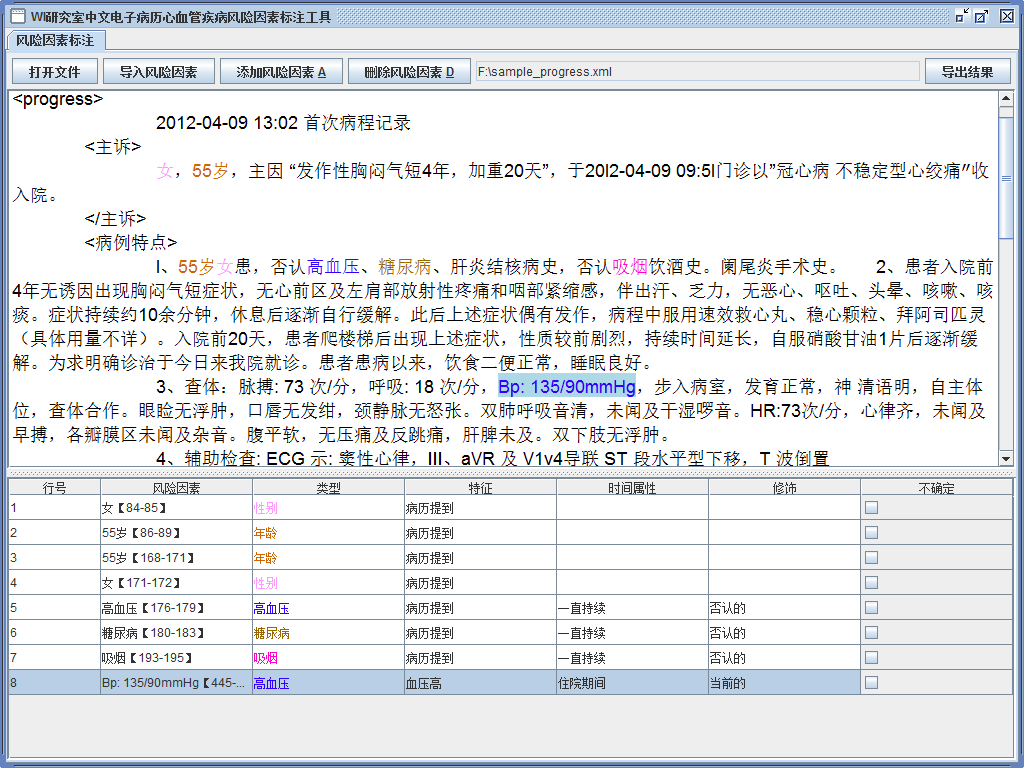 WI研究室中文电子病历心血管疾病风险因素标注工具
风险因素标注
打开文件 导入风险因素 添加风险因素 A 删除风险因素 D F:\sample_progress.xml 导出结果
<progress>
2012-04-09 13:02 首次病程记录
<主诉>
女，55岁，主因 “发作性胸闷气短4年，加重20天”，于20l2-04-09 09:5l门诊以”冠心病 不稳定型心绞痛”收
入院。
</主诉>
<病例特点>
l、55岁女患，否认高血压、糖尿病、肝炎结核病史，否认吸烟饮酒史。阑尾炎手术史。 2、患者入院前
4年无诱因出现胸闷气短症状，无心前区及左肩部放射性疼痛和咽部紧缩感，伴出汗、乏力，无恶心、呕吐、头晕、咳嗽、咳
痰。症状持续约10余分钟，休息后逐渐自行缓解。此后上述症状偶有发作，病程中服用速效救心丸、稳心颗粒、拜阿司匹灵
（具体用量不详）。入院前20天，患者爬楼梯后出现上述症状，性质较前剧烈，持续时间延长，自服硝酸甘油1片后逐渐缓
解。为求明确诊治于今日来我院就诊。患者患病以来，饮食二便正常，睡眠良好。
3、查体：脉搏: 73 次/分，呼吸: 18 次/分，Bp: 135/90mmHg，步入病室，发育正常，神 清语明，自主体
位，查体合作。眼睑无浮肿，口唇无发绀，颈静脉无怒张。双肺呼吸音清，未闻及干湿啰音。HR:73次/分，心律齐，未闻及
早搏，各瓣膜区未闻及杂音。腹平软，无压痛及反跳痛，肝脾未及。双下肢无浮肿。
4、辅助检查: ECG 示: 窦性心律，III、aVR 及 V1v4导联 ST 段水平型下移，T 波倒置
行号 风险因素 类型 特征 时间属性 修饰 不确定
1 女【84-85】 性别 病历提到
2 55岁【86-89】 年龄 病历提到
3 55岁【168-171】 年龄 病历提到
4 女【171-172】 性别 病历提到
5 高血压【176-179】 高血压 病历提到 一直持续 否认的
6 糖尿病【180-183】 糖尿病 病历提到 一直持续 否认的
7 吸烟【193-195】 吸烟 病历提到 一直持续 否认的
8 Bp: 135/90mmHg【445-... 高血压 血压高 住院期间 当前的